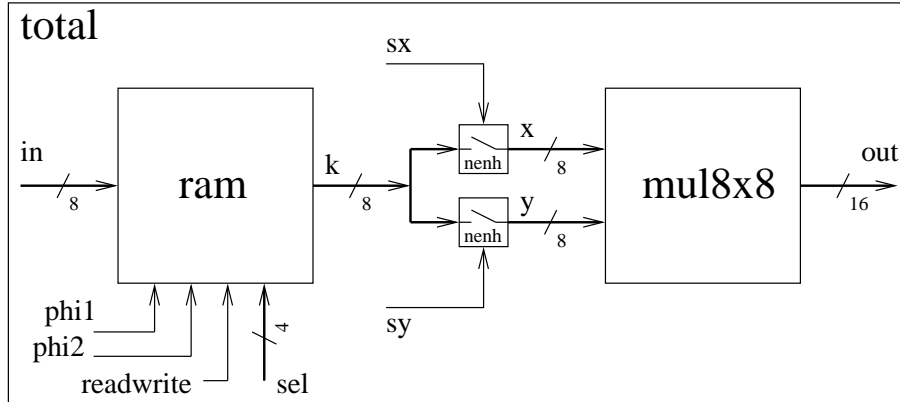 total
sx
in
k
x
out
8
ram
8
nenh
8
mul8x8
16
y
nenh
8
phi1
phi2
4
sy
readwrite
sel